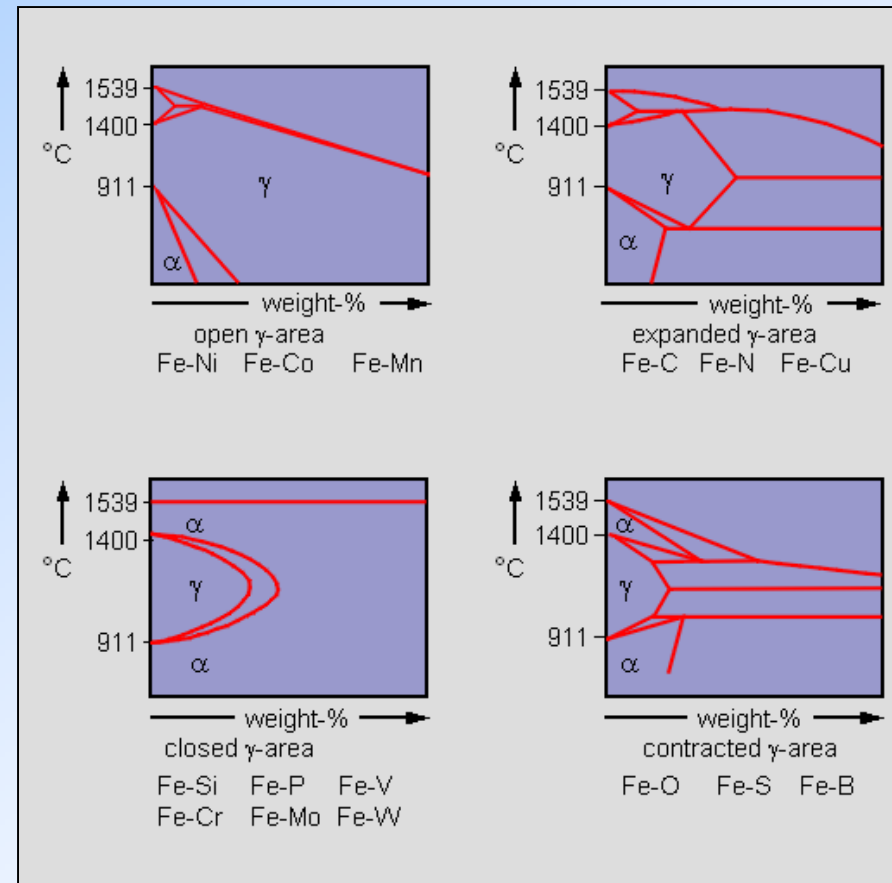 1539
1400
°C
911
γ
α
weight-%
open γ-area
Fe-Ni Fe-Co Fe-Mn
1539
1400
°C
911
γ
α
weight-%
expanded γ-area
Fe-C Fe-N Fe-Cu
1539
α
1400
°C
γ
911
α
weight-%
closed γ-area
Fe-Si Fe-P Fe-V
Fe-Cr Fe-Mo Fe-W
1539
α
1400
°C
γ
911
α
weight-%
contracted γ-area
Fe-O Fe-S Fe-B